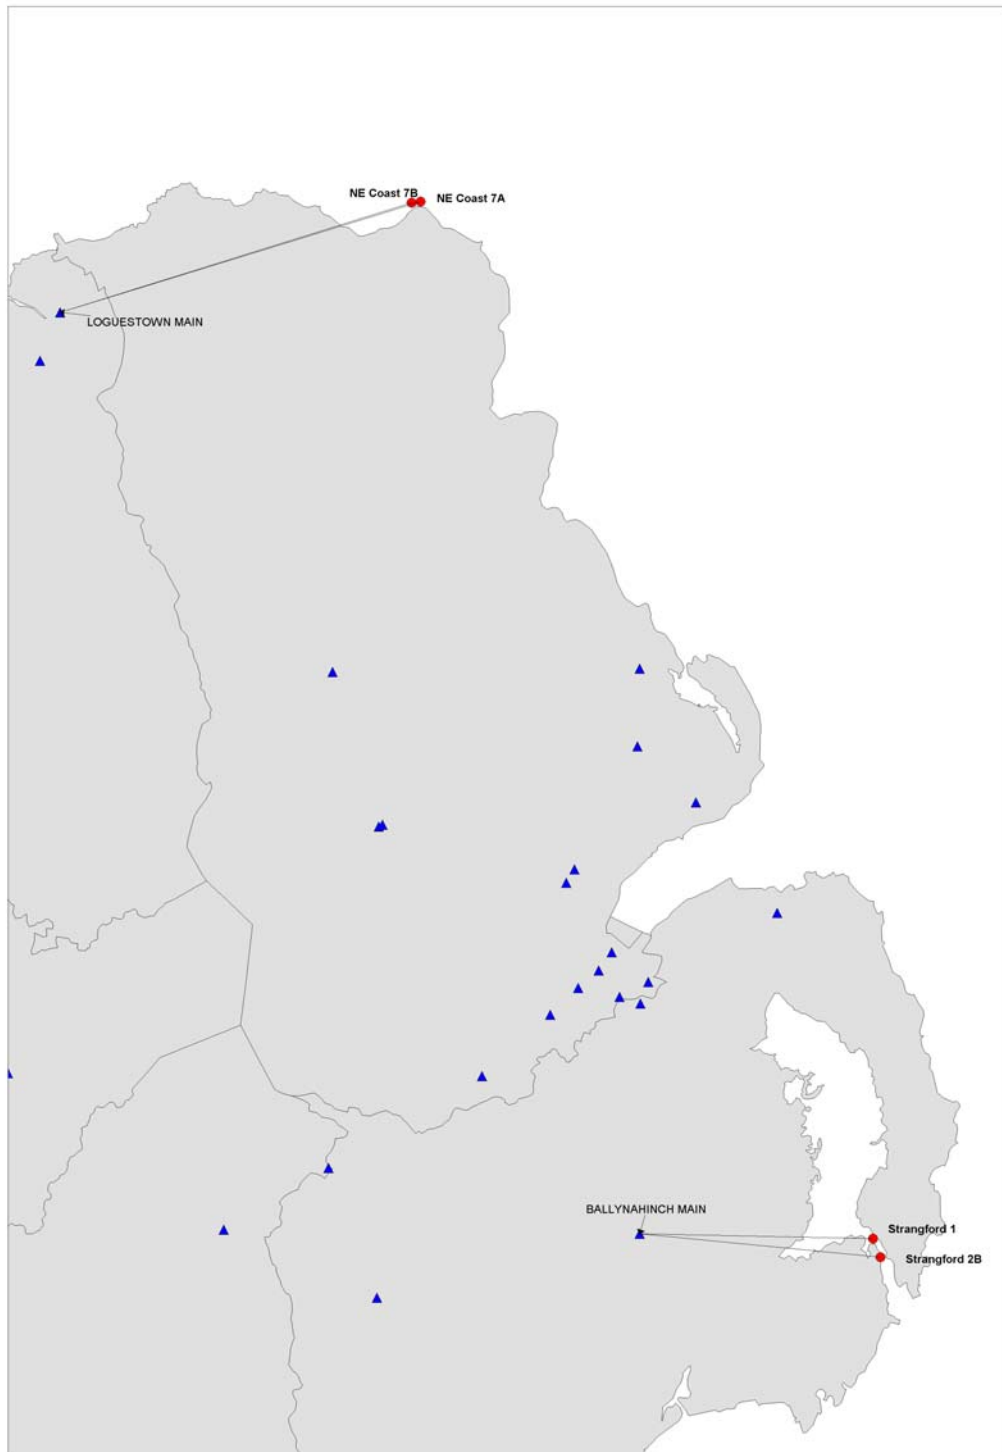 NE Coast 7B
NE Coast 7A
LOGUESTOWN MAIN
BALLYNAHINCH MAIN
Strangford 1
Strangford 2B